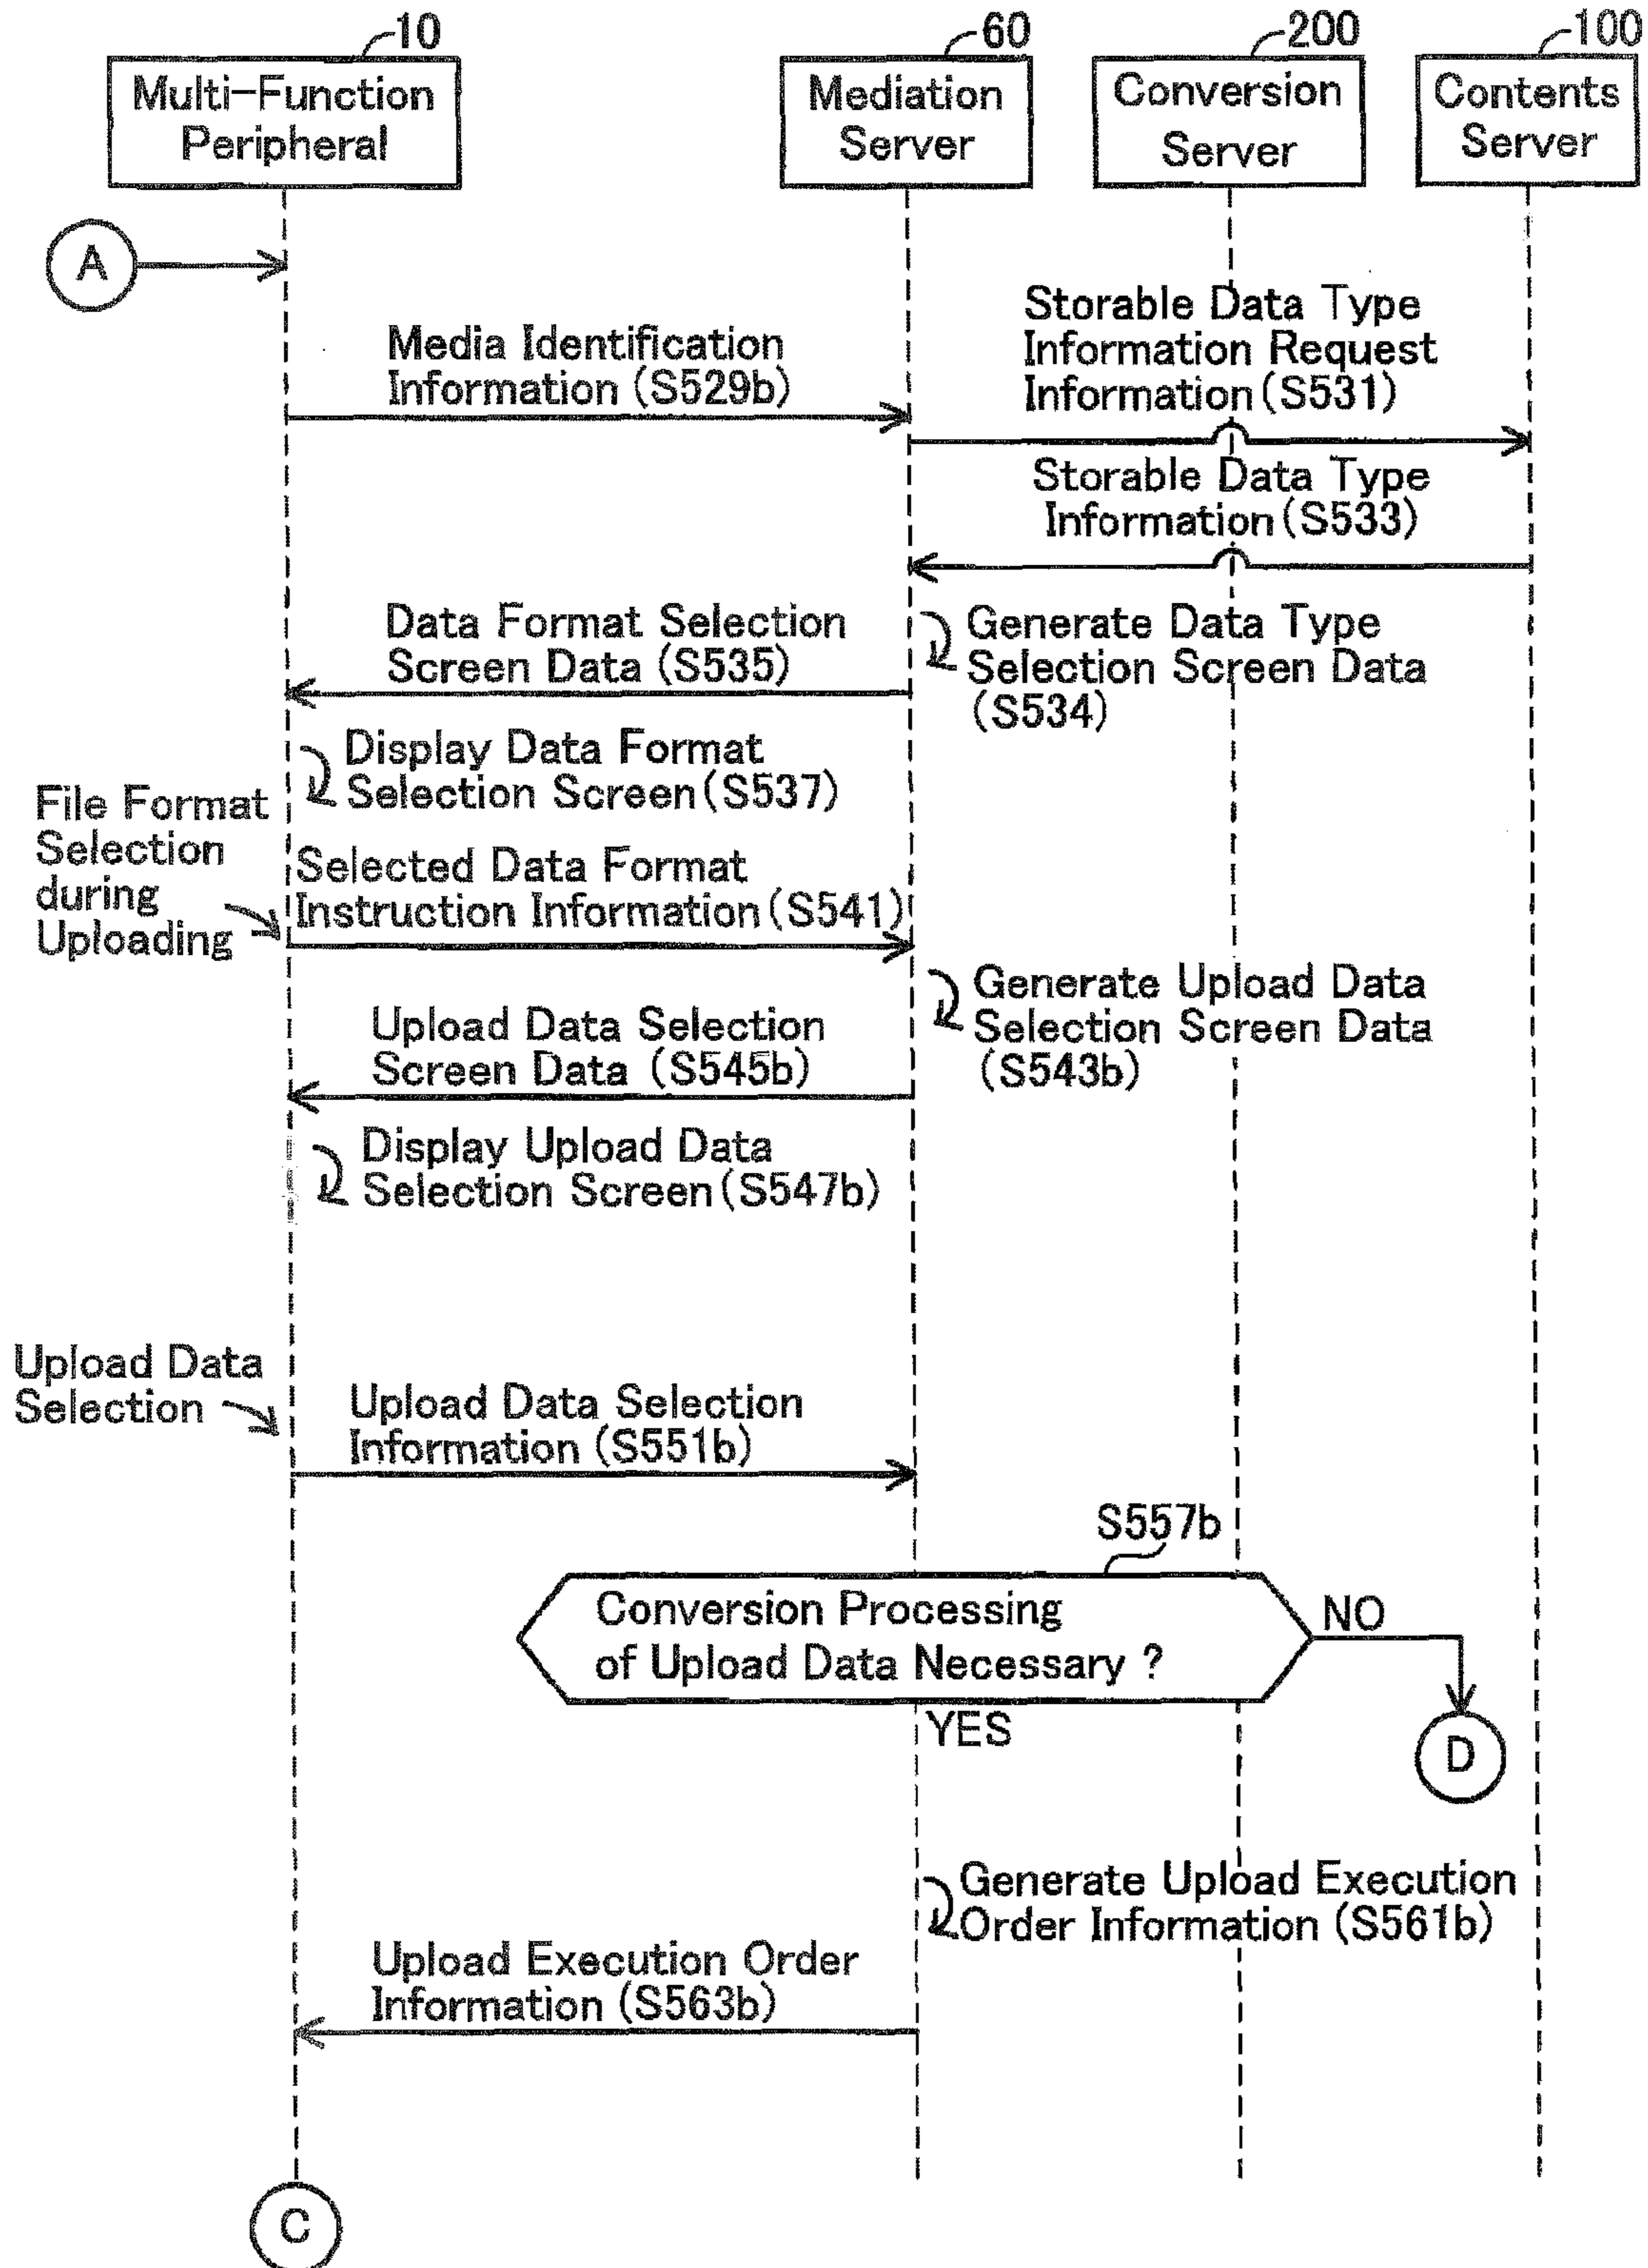 10
60
200
100
Multi-Function
Peripheral
Mediation
Server
Conversion
Server
Contents
Server
A
Media Identification
Information (S529b)
Storable Data Type
Information Request
Information (S531)
Storable Data Type
Information (S533)
Data Format Selection
Screen Data (S535)
Generate Data Type
Selection Screen Data
(S534)
Display Data Format
Selection Screen (S537)
File Format
Selection
during
Uploading
Selected Data Format
Instruction Information (S541)
Generate Upload Data
Selection Screen Data
(S543b)
Upload Data Selection
Screen Data (S545b)
Display Upload Data
Selection Screen (S547b)
Upload Data
Selection
Upload Data Selection
Information (S551b)
S557b
Conversion Processing
of Upload Data Necessary ?
NO
YES
D
Generate Upload Execution
Order Information (S561b)
Upload Execution Order
Information (S563b)
C